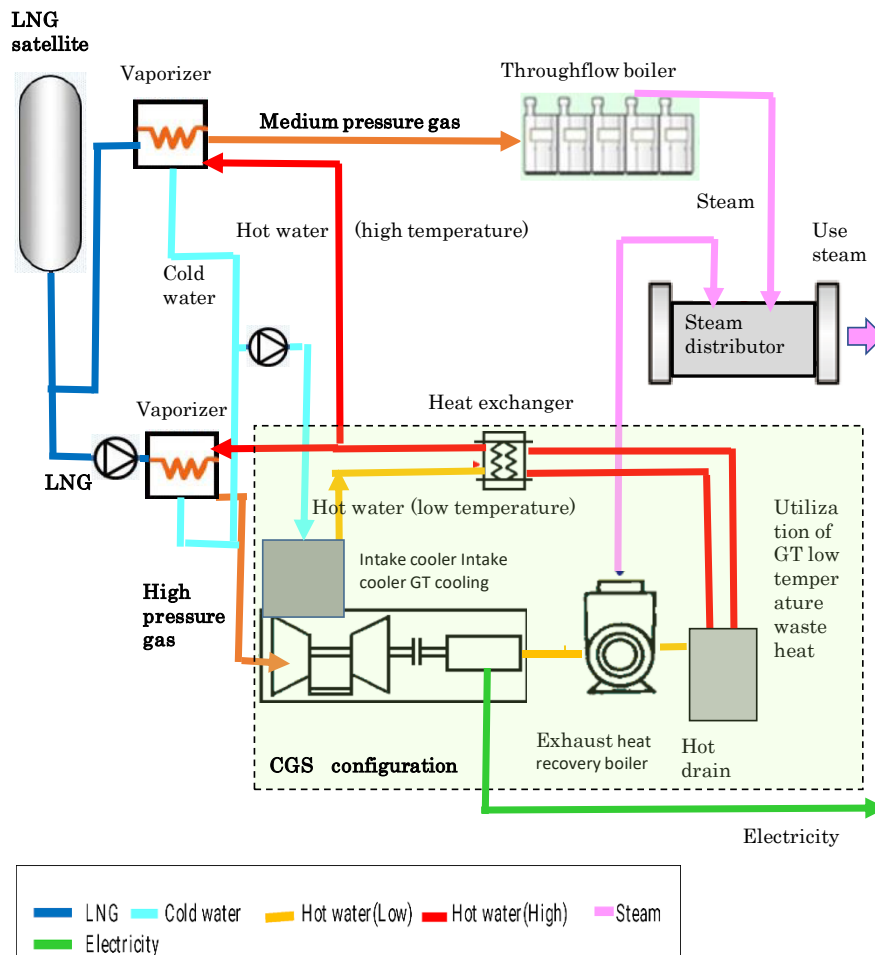 LNG
satellite
Vaporizer
Throughflow boiler
Medium pressure gas
Steam
Hot water (high temperature)
Use
steam
Cold
water
Steam
distributor
Vaporizer
Heat exchanger
LNG
Hot water (low temperature)
Utiliza
tion of
GT low
temper
ature
waste
heat
Intake cooler Intake
cooler GT cooling
High
pressure
gas
Exhaust heat
recovery boiler
Hot
drain
CGS configuration
Electricity
LNG Cold water Hot water(Low) Hot water(High) Steam
Electricity